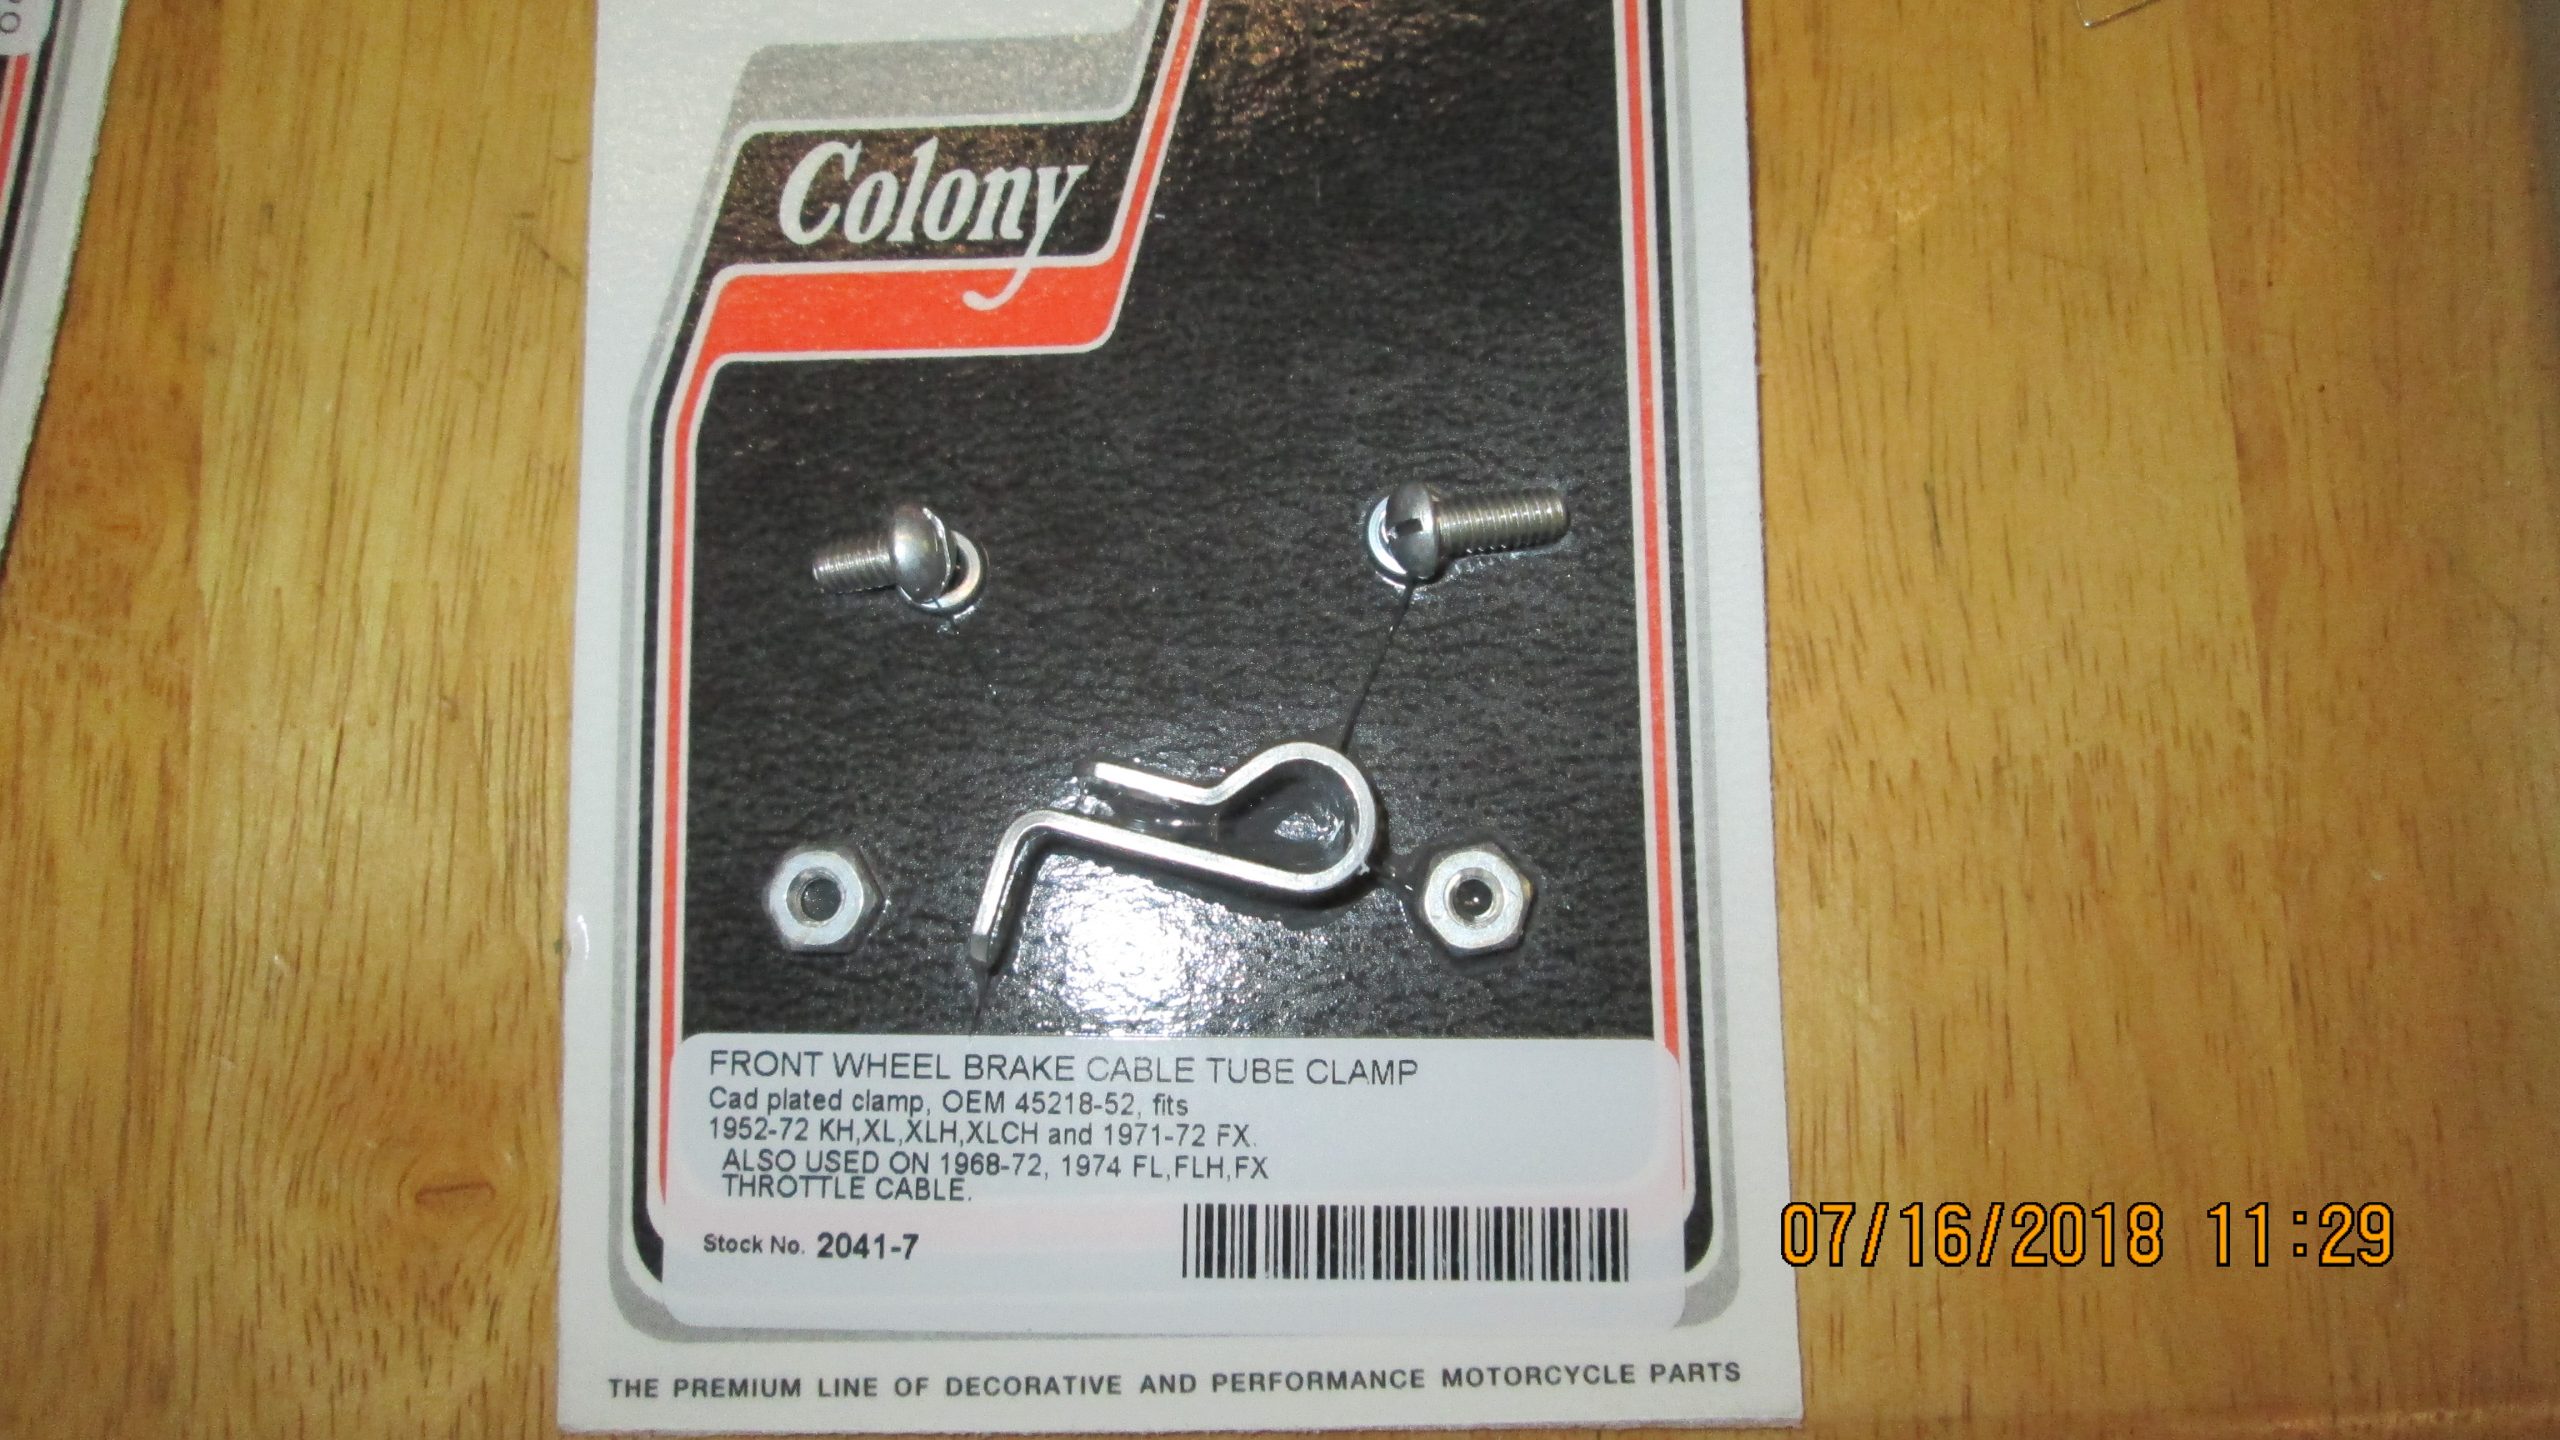 Colony
FRONT WHEEL BRAKE CABLE TUBE CLAMP
Cad plated clamp, OEM 45218-52, fits
1952-72 KH,XL,XLH,XLCH and 1971-72 FX.
ALSO USED ON 1968-72, 1974 FL,FLH,FX
THROTTLE CABLE.
Stock No. 2041-7
THE PREMIUM LINE OF DECORATIVE AND PERFORMANCE MOTORCYCLE PARTS
07/16/2018 11:29